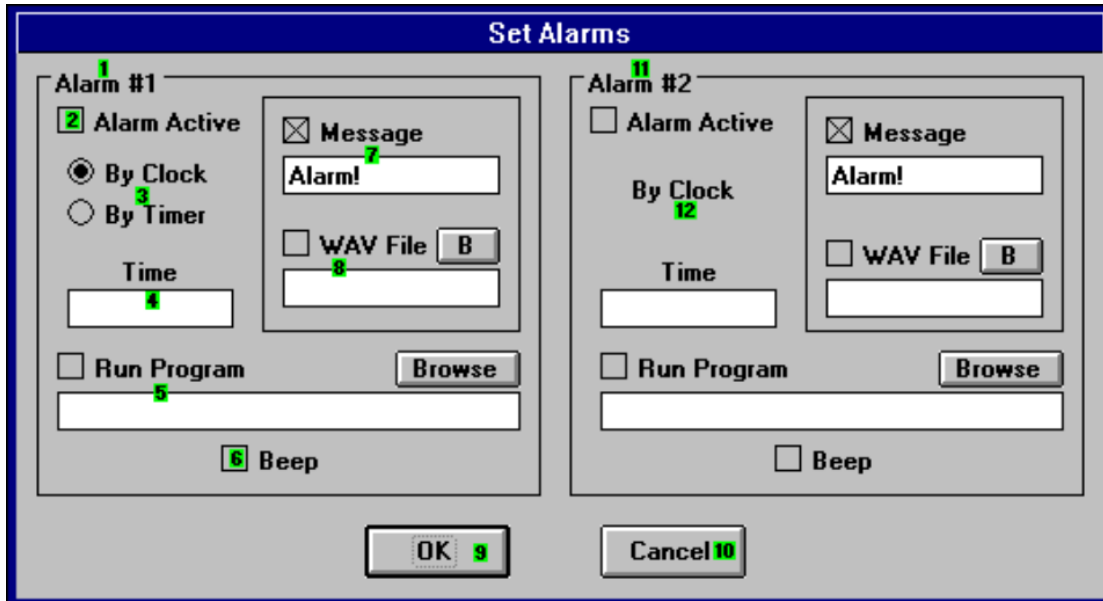 Set Alarms
1
Alarm #1
2 Alarm Active
By Clock
3
By Timer
Time
4
Message
7
Alarm!
WAV File B
8
Run Program Browse
5
6 Beep
11
Alarm #2
Alarm Active
By Clock
12
Time
Message
Alarm!
WAV File B
Run Program Browse
Beep
OK 9
Cancel 10